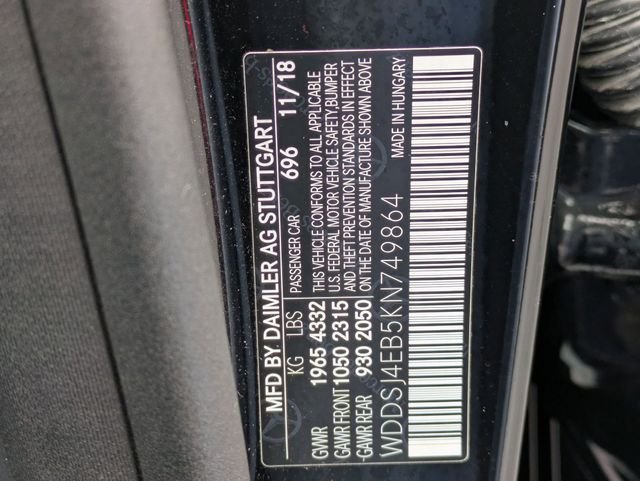 MFD BY DAIMLER AG STUTTGART
KG LBS PASSENGER CAR 696 11/18
GVWR 1965 4332 THIS VEHICLE CONFORMS TO ALL APPLICABLE
U.S. FEDERAL MOTOR VEHICLE SAFETY,BUMPER
GAWR FRONT 1050 2315 AND THEFT PREVENTION STANDARDS IN EFFECT
GAWR REAR 930 2050 ON THE DATE OF MANUFACTURE SHOWN ABOVE
WDDSJ4EB5KN749864 MADE IN HUNGARY